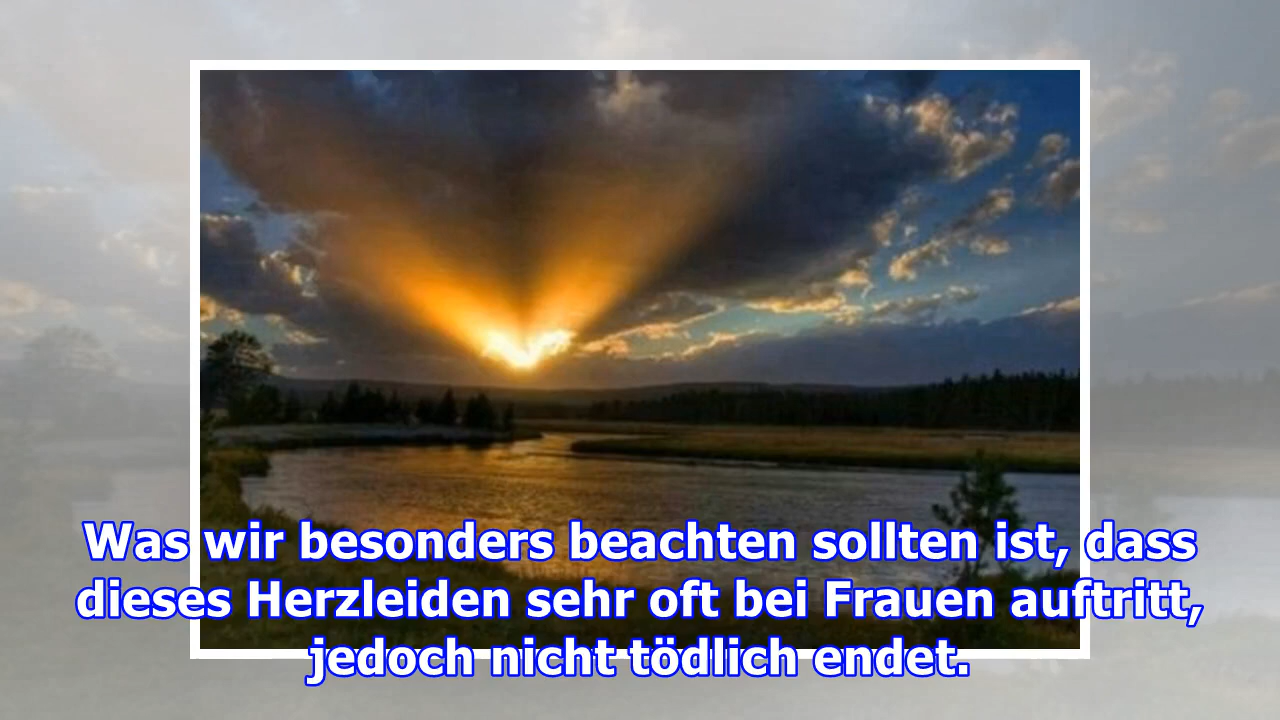 Was wir besonders beachten sollten ist, dass
dieses Herzleiden sehr oft bei Frauen auftritt,
jedoch nicht tödlich endet.